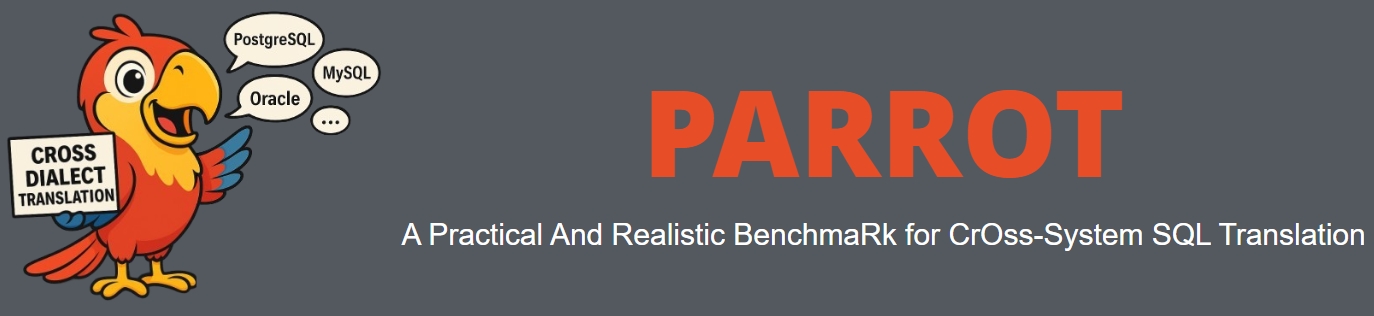 PostgreSQL
MySQL
Oracle
...
CROSS
DIALECT
TRANSLATION
PARROT
A Practical And Realistic BenchmaRk for CrOss-System SQL Translation